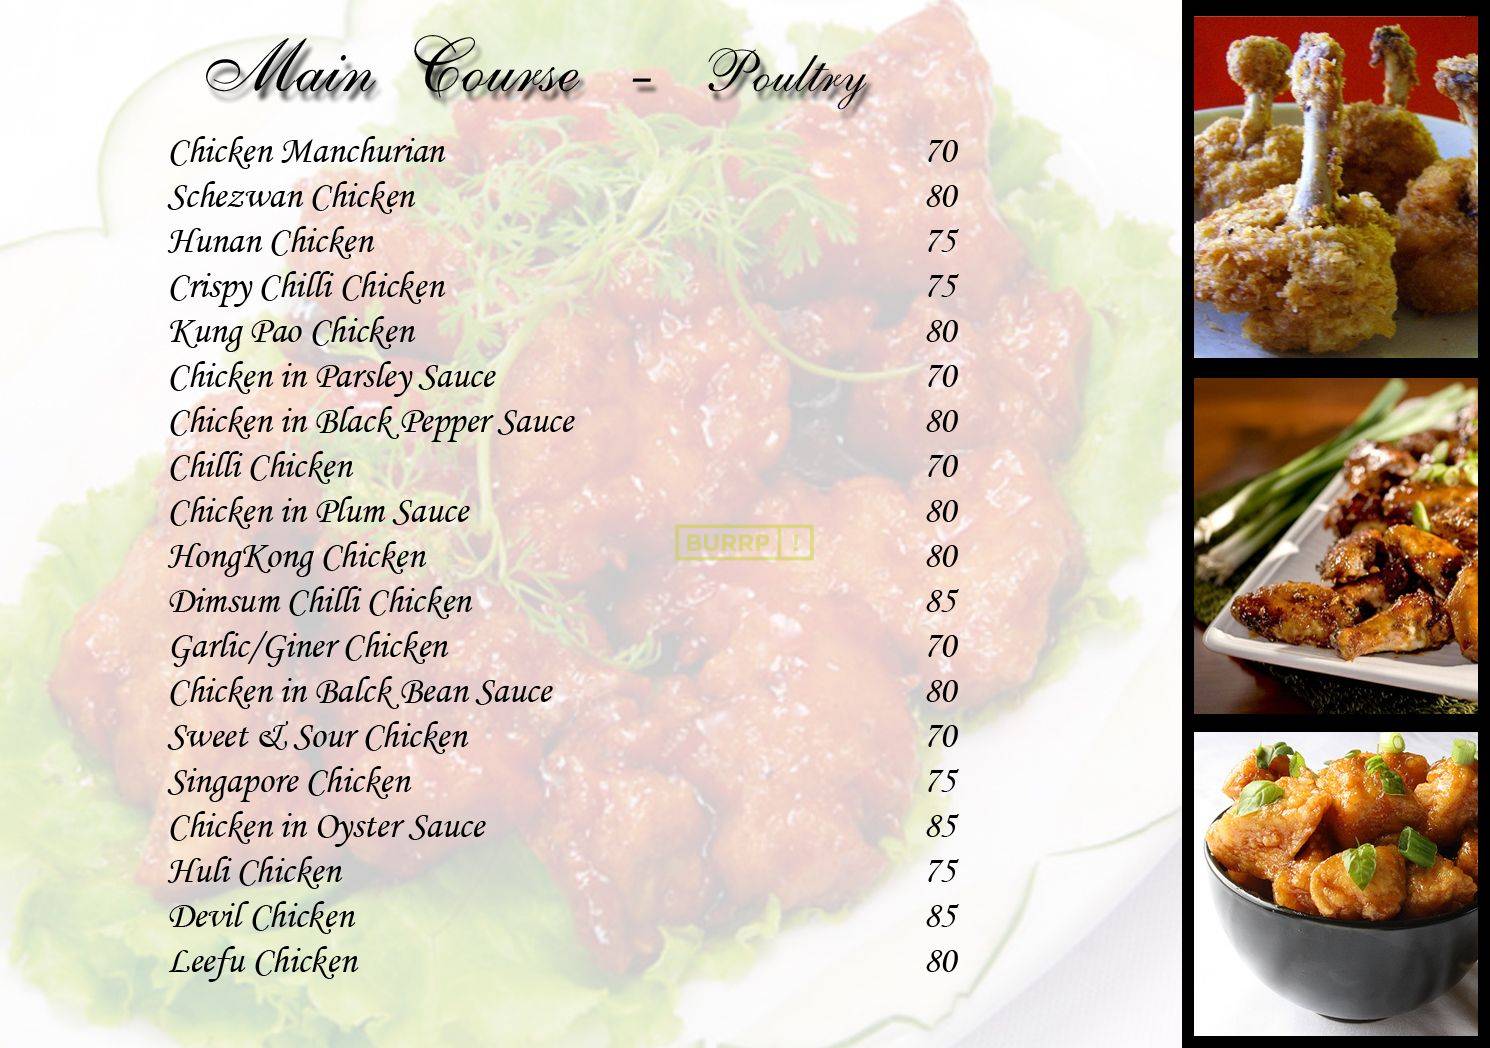 Main Course - Poultry
Chicken Manchurian 70
Schezwan Chicken 80
Hunan Chicken 75
Crispy Chilli Chicken 75
Kung Pao Chicken 80
Chicken in Parsley Sauce 70
Chicken in Black Pepper Sauce 80
Chilli Chicken 70
Chicken in Plum Sauce 80
HongKong Chicken 80
BURRP!
Dimsum Chilli Chicken 85
Garlic/Giner Chicken 70
Chicken in Balck Bean Sauce 80
Sweet & Sour Chicken 70
Singapore Chicken 75
Chicken in Oyster Sauce 85
Huli Chicken 75
Devil Chicken 85
Leefu Chicken 80